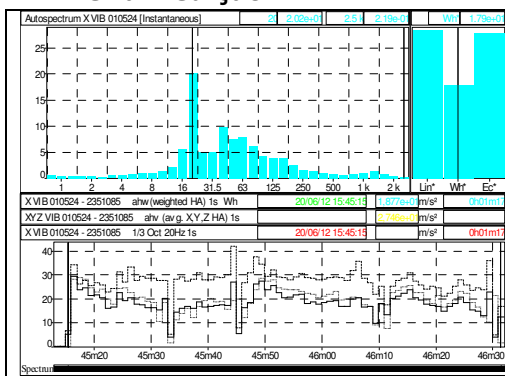 Autospectrum X VIB 010524 [Instantaneous] 20 2.02e+01 2.5 k 2.19e-01 Wh* 1.79e+01
25
20
15
10
5
0
1 2 4 8 16 31.5 63 125 250 500 1 k 2 k Lin* Wh* Ec*
X VIB 010524 - 2351085 ahw (weighted HA) 1s Wh 20/06/12 15:45:15 1.877e+01 m/s² 0h01m17
XYZ VIB 010524 - 2351085 ahv (avg. X,Y,Z HA) 1s m/s²
X VIB 010524 - 2351085 1/3 Oct 20Hz 1s 20/06/12 15:45:15 m/s² 0h01m17
40
30
20
10
0
45m20 45m30 45m40 45m50 46m00 46m10 46m20 46m30
Spectrum